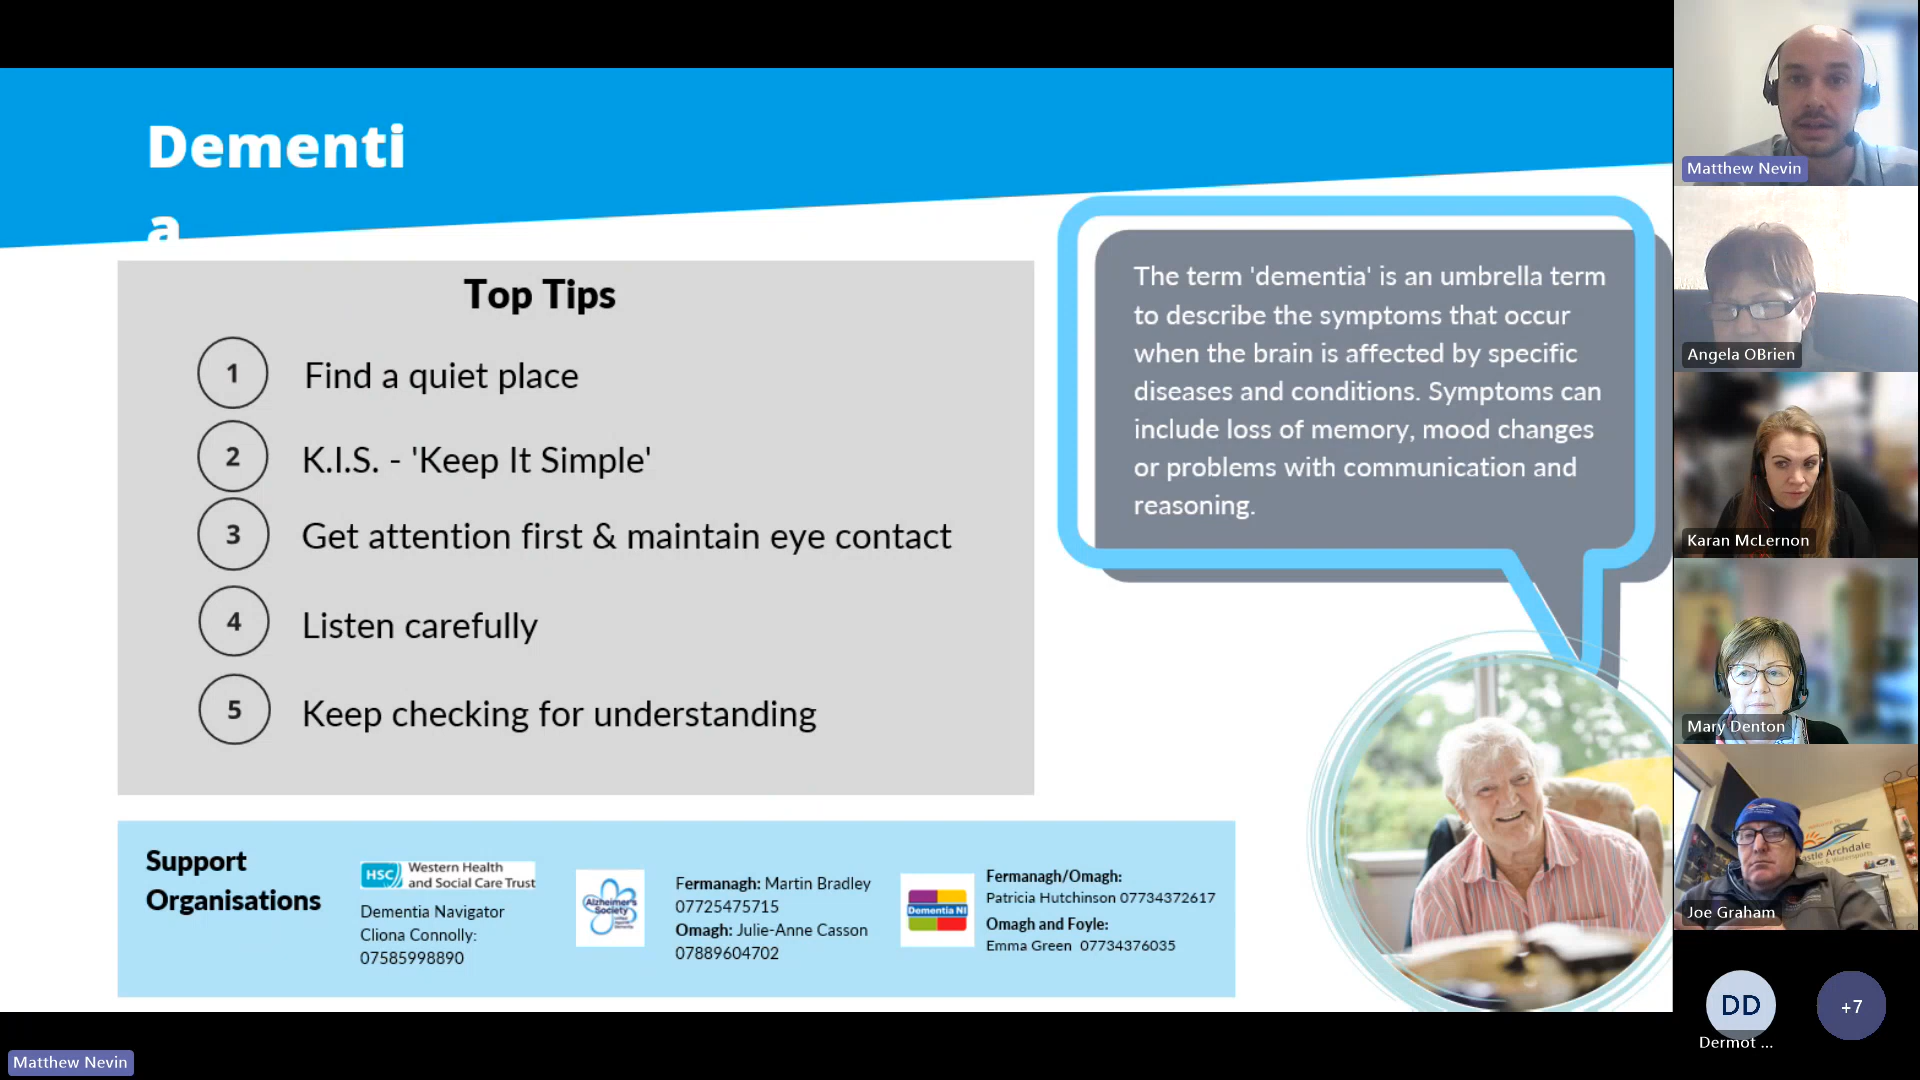 Dementi
a
Top Tips
1 Find a quiet place
2 K.I.S. - 'Keep It Simple'
3 Get attention first & maintain eye contact
4 Listen carefully
5 Keep checking for understanding
The term 'dementia' is an umbrella term
to describe the symptoms that occur
when the brain is affected by specific
diseases and conditions. Symptoms can
include loss of memory, mood changes
or problems with communication and
reasoning.
Support
Organisations
HSC Western Health
and Social Care Trust
Dementia Navigator
Cliona Connolly:
07585998890
Alzheimer's
Society
Fermanagh: Martin Bradley
07725475715
Omagh: Julie-Anne Casson
07889604702
Dementia NI
Fermanagh/Omagh:
Patricia Hutchinson 07734372617
Omagh and Foyle:
Emma Green 07734376035
Matthew Nevin
Angela OBrien
Karan McLernon
Mary Denton
Castle Archdale
Joe Graham
DD
Dermot ...
+7
Matthew Nevin